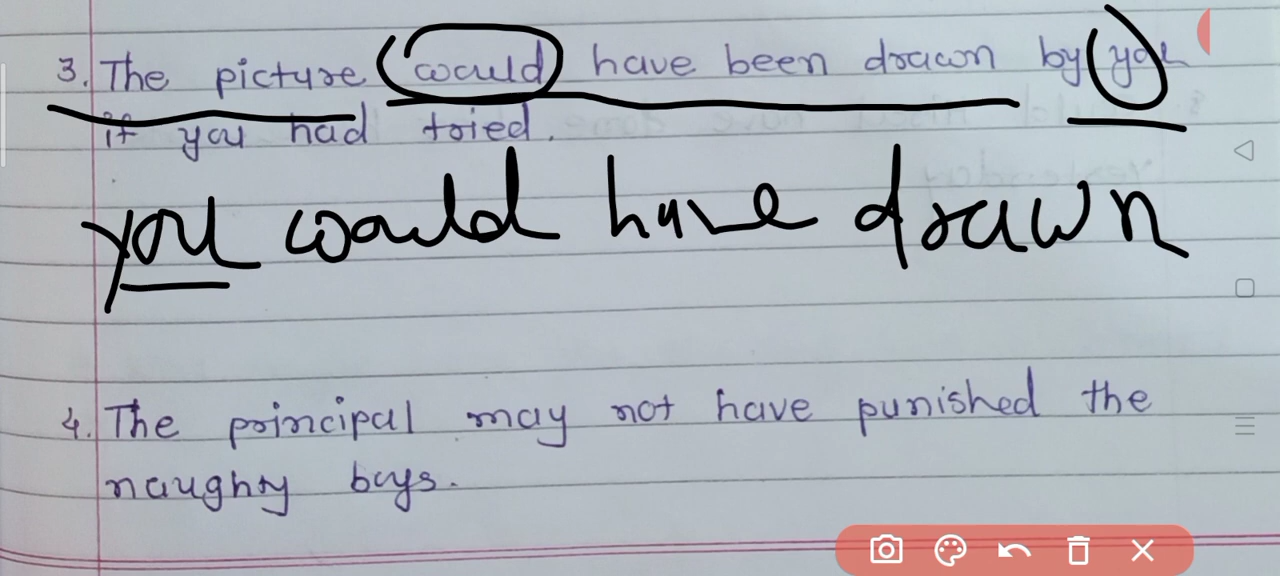 3. The picture would have been drawn by you
if you had tried.
you would have drawn
4. The principal may not have punished the
naughty boys.